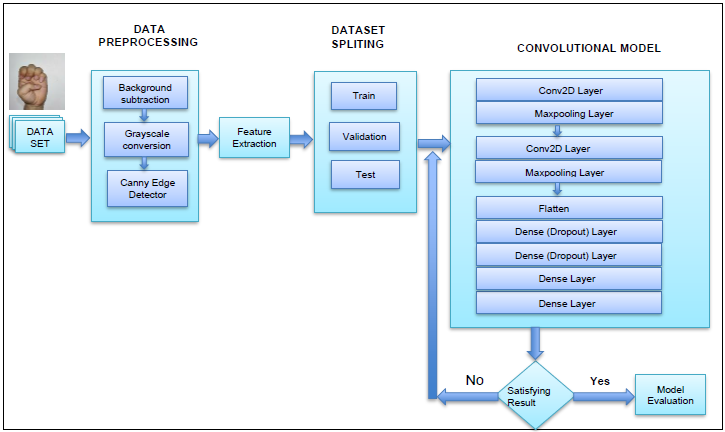 DATA
PREPROCESSING
DATASET
SPLITING
CONVOLUTIONAL MODEL
DATA
SET
Background
subtraction
Grayscale
conversion
Canny Edge
Detector
Feature
Extraction
Train
Validation
Test
Conv2D Layer
Maxpooling Layer
Conv2D Layer
Maxpooling Layer
Flatten
Dense (Dropout) Layer
Dense (Dropout) Layer
Dense Layer
Dense Layer
No
Satisfying
Result
Yes
Model
Evaluation